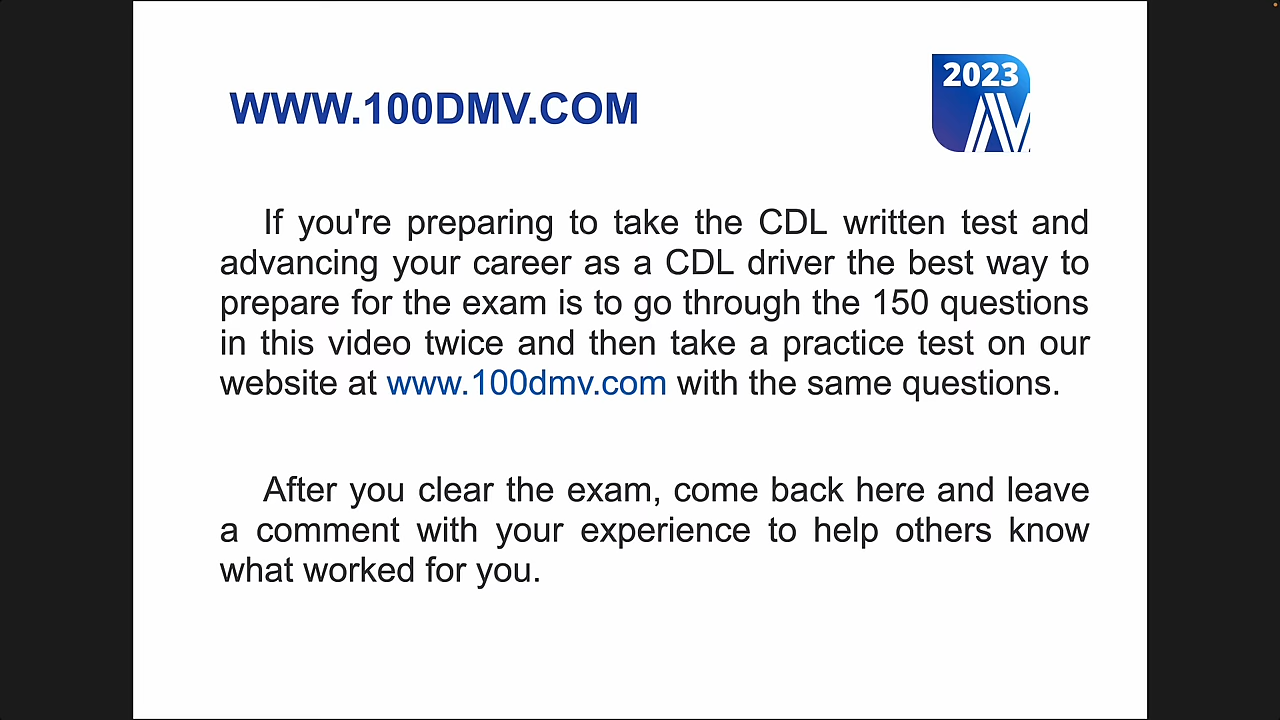 WWW.100DMV.COM
2023
If you're preparing to take the CDL written test and
advancing your career as a CDL driver the best way to
prepare for the exam is to go through the 150 questions
in this video twice and then take a practice test on our
website at www.100dmv.com with the same questions.
After you clear the exam, come back here and leave
a comment with your experience to help others know
what worked for you.